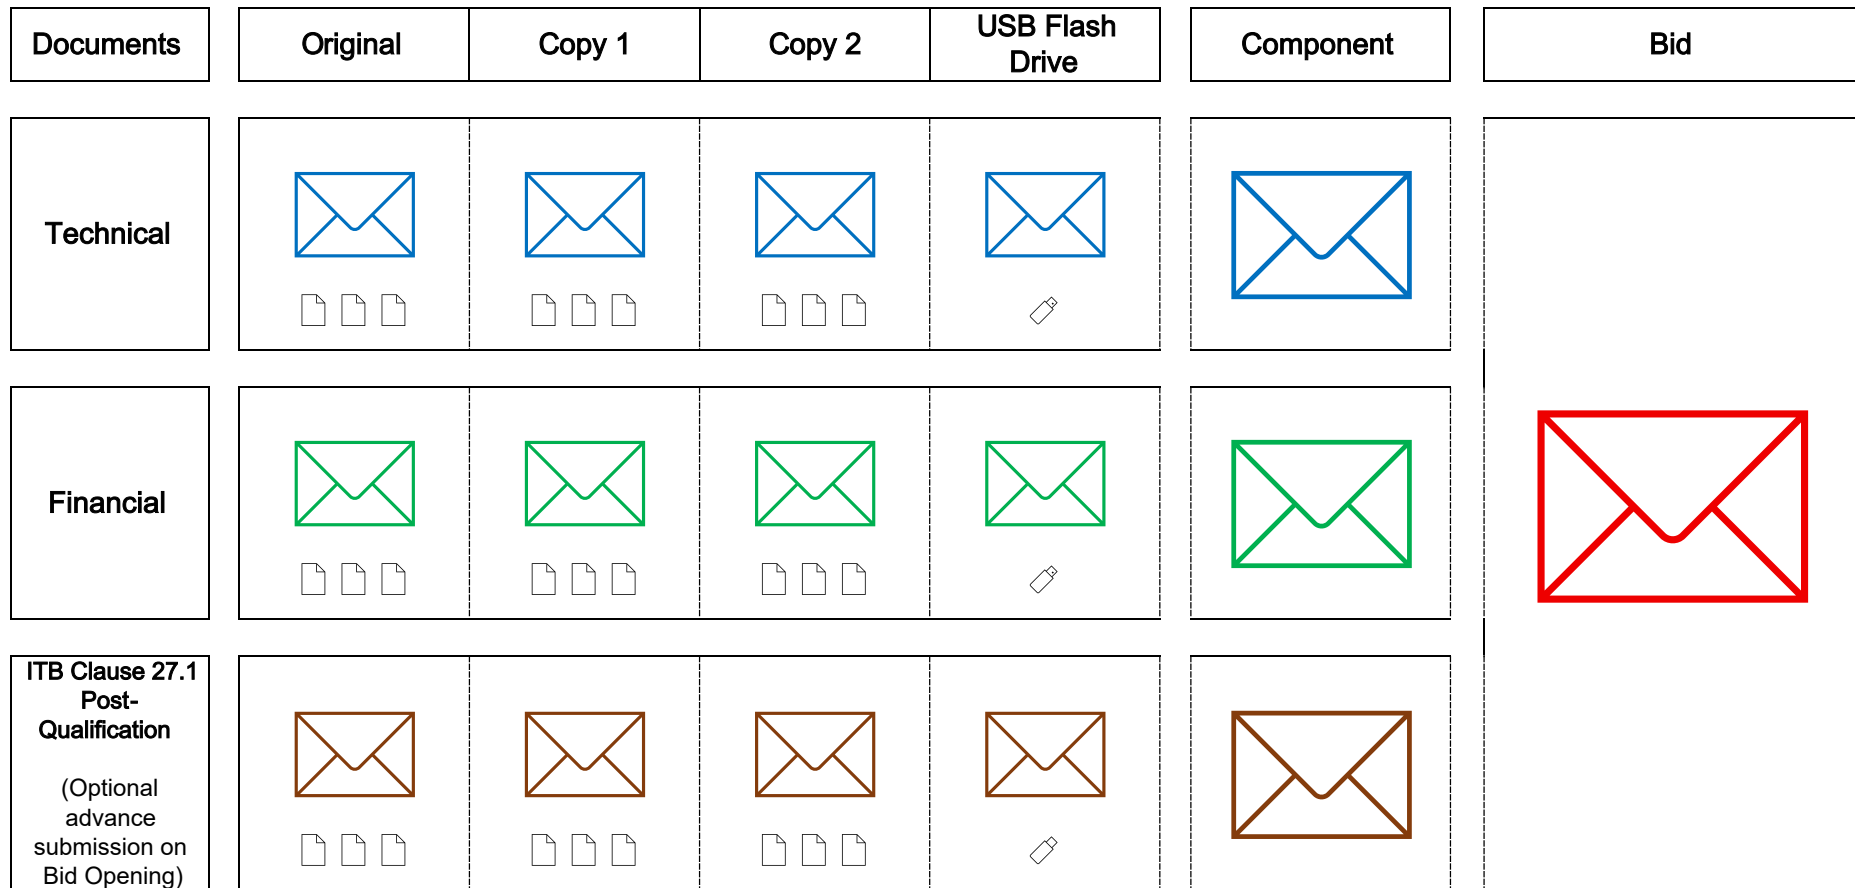 Documents
Original
Copy 1
Copy 2
USB Flash
Drive
Component
Bid
Technical
Financial
ITB Clause 27.1
Post-
Qualification
(Optional
advance
submission on
Bid Opening)